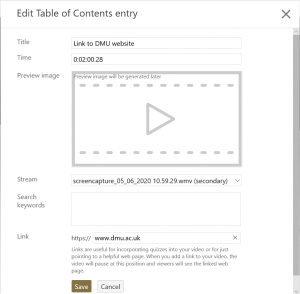 Edit Table of Contents entry
Title
Link to DMU website
Time
0:02:00.28
Preview image
Preview image will be generated later
Stream
screencapture_05_06_2020 10.59.29.wmv (secondary)
Search
keywords
Link
https://
www.dmu.ac.uk
Links are useful for incorporating quizzes into your video or for just
pointing to a helpful web page. When you add a link to your video, the
video will pause at this position and viewers will see the linked web
page.
Save
Cancel